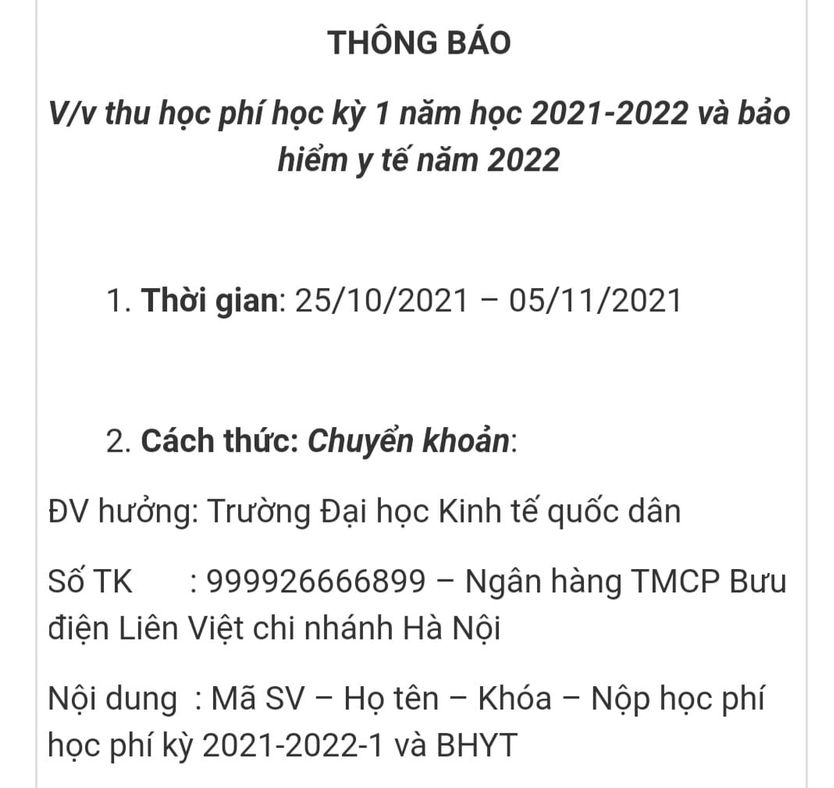 THÔNG BÁO
V/v thu học phí học kỳ 1 năm học 2021-2022 và bảo
hiểm y tế năm 2022
1. Thời gian: 25/10/2021 – 05/11/2021
2. Cách thức: Chuyển khoản:
ĐV hưởng: Trường Đại học Kinh tế quốc dân
Số TK : 999926666899 – Ngân hàng TMCP Bưu
điện Liên Việt chi nhánh Hà Nội
Nội dung : Mã SV – Họ tên – Khóa – Nộp học phí
học phí kỳ 2021-2022-1 và BHYT